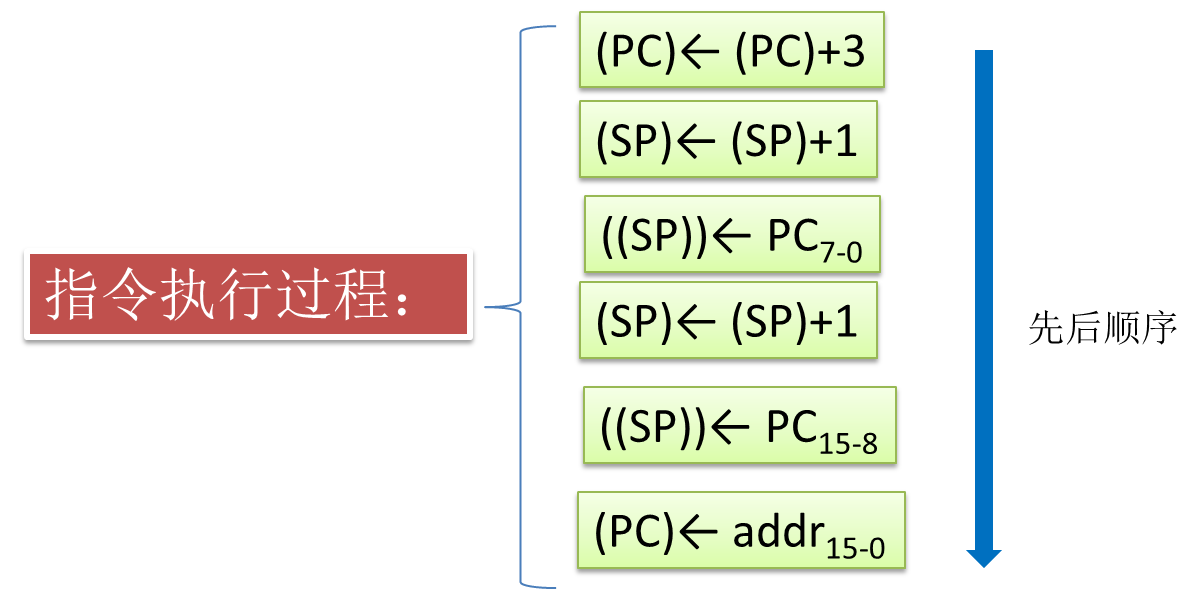 (PC)← (PC)+3
(SP)← (SP)+1
((SP))← PC7-0
指令执行过程：
(SP)← (SP)+1
先后顺序
((SP))← PC15-8
(PC)← addr15-0